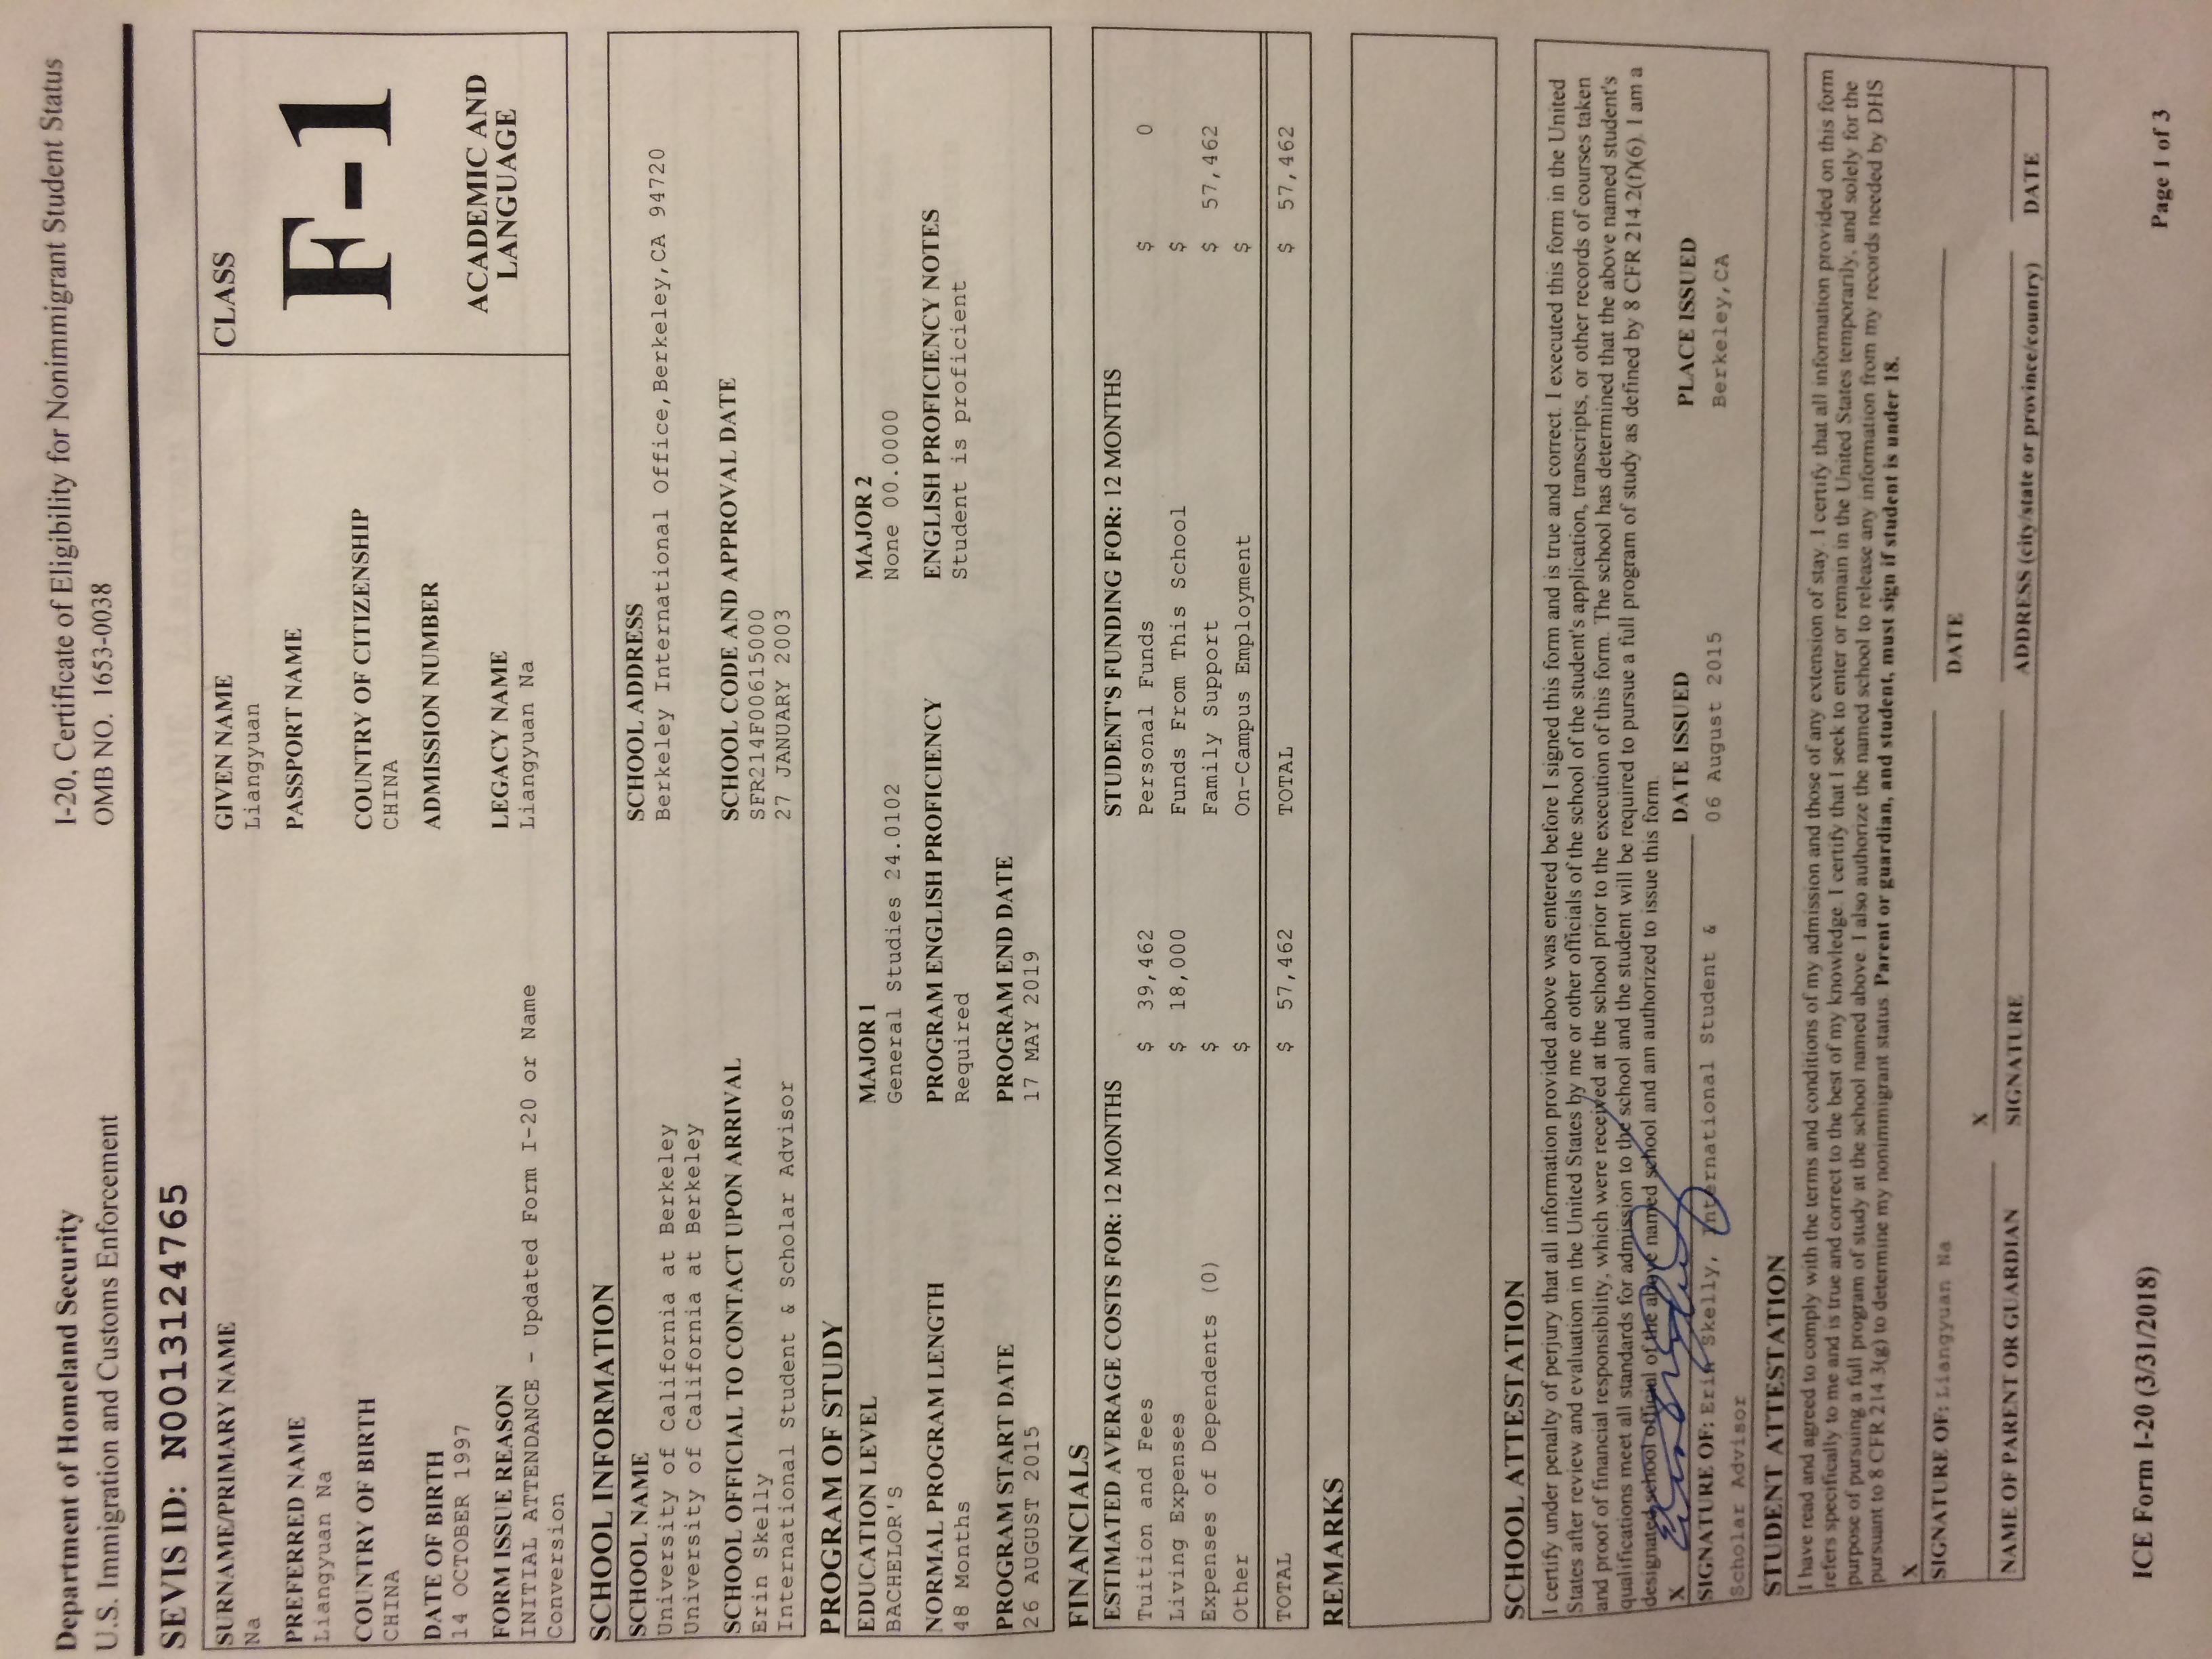 Department of Homeland Security
U.S. Immigration and Customs Enforcement
I-20, Certificate of Eligibility for Nonimmigrant Student Status
OMB NO. 1653-0038
SEVIS ID: N0013124765
SURNAME/PRIMARY NAME
Na
GIVEN NAME
Liangyuan
CLASS
PREFERRED NAME
Liangyuan Na
PASSPORT NAME
F-1
COUNTRY OF BIRTH
CHINA
COUNTRY OF CITIZENSHIP
CHINA
DATE OF BIRTH
14 OCTOBER 1997
ADMISSION NUMBER
ACADEMIC AND
LANGUAGE
FORM ISSUE REASON
INITIAL ATTENDANCE - Updated Form I-20 or Name
Conversion
LEGACY NAME
Liangyuan Na
SCHOOL INFORMATION
SCHOOL NAME
University of California at Berkeley
University of California at Berkeley
SCHOOL ADDRESS
Berkeley International Office,Berkeley,CA 94720
SCHOOL OFFICIAL TO CONTACT UPON ARRIVAL
Erin Skelly
International Student & Scholar Advisor
SCHOOL CODE AND APPROVAL DATE
SFR214F00615000
27 JANUARY 2003
PROGRAM OF STUDY
EDUCATION LEVEL
BACHELOR'S
MAJOR 1
General Studies 24.0102
MAJOR 2
None 00.0000
NORMAL PROGRAM LENGTH
48 Months
PROGRAM ENGLISH PROFICIENCY
Required
ENGLISH PROFICIENCY NOTES
Student is proficient
PROGRAM START DATE
26 AUGUST 2015
PROGRAM END DATE
17 MAY 2019
FINANCIALS
ESTIMATED AVERAGE COSTS FOR: 12 MONTHS
Tuition and Fees $ 39,462
Living Expenses $ 18,000
Expenses of Dependents (0) $
Other $
TOTAL $ 57,462
STUDENT'S FUNDING FOR: 12 MONTHS
Personal Funds $ 0
Funds From This School $
Family Support $ 57,462
On-Campus Employment $
TOTAL $ 57,462
REMARKS
SCHOOL ATTESTATION
I certify under penalty of perjury that all information provided above was entered before I signed this form and is true and correct. I executed this form in the United
States after review and evaluation in the United States by me or other officials of the school of the student's application, transcripts, or other records of courses taken
and proof of financial responsibility, which were received at the school prior to the execution of this form. The school has determined that the above named student's
qualifications meet all standards for admission to the school and the student will be required to pursue a full program of study as defined by 8 CFR 214.2(f)(6). I am a
designated school official of the above named school and am authorized to issue this form.
X
SIGNATURE OF: Erin Skelly, International Student &
Scholar Advisor
DATE ISSUED
06 August 2015
PLACE ISSUED
Berkeley,CA
STUDENT ATTESTATION
I have read and agreed to comply with the terms and conditions of my admission and those of any extension of stay. I certify that all information provided on this form
refers specifically to me and is true and correct to the best of my knowledge. I certify that I seek to enter or remain in the United States temporarily, and solely for the
purpose of pursuing a full program of study at the school named above. I also authorize the named school to release any information from my records needed by DHS
pursuant to 8 CFR 214.3(g) to determine my nonimmigrant status. Parent or guardian, and student, must sign if student is under 18.
X
SIGNATURE OF: Liangyuan Na
DATE
X
NAME OF PARENT OR GUARDIAN
SIGNATURE
ADDRESS (city/state or province/country)
DATE
ICE Form I-20 (3/31/2018)
Page 1 of 3